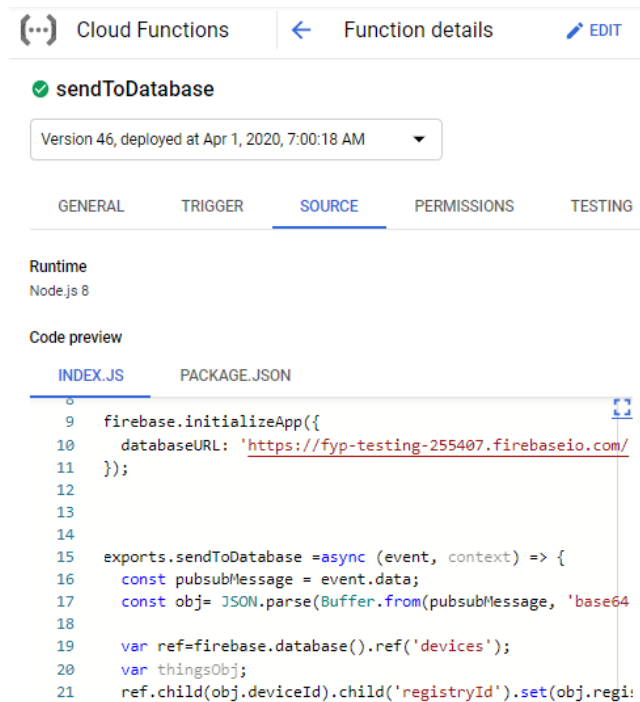 (...) Cloud Functions ← Function details EDIT
sendToDatabase
Version 46, deployed at Apr 1, 2020, 7:00:18 AM
GENERAL TRIGGER SOURCE PERMISSIONS TESTING
Runtime
Node.js 8
Code preview
INDEX.JS PACKAGE.JSON
8
9 firebase.initializeApp({
10 databaseURL: 'https://fyp-testing-255407.firebaseio.com/
11 });
12
13
14
15 exports.sendToDatabase =async (event, context) => {
16 const pubsubMessage = event.data;
17 const obj= JSON.parse(Buffer.from(pubsubMessage, 'base64
18
19 var ref=firebase.database().ref('devices');
20 var thingsObj;
21 ref.child(obj.deviceId).child('registryId').set(obj.regis